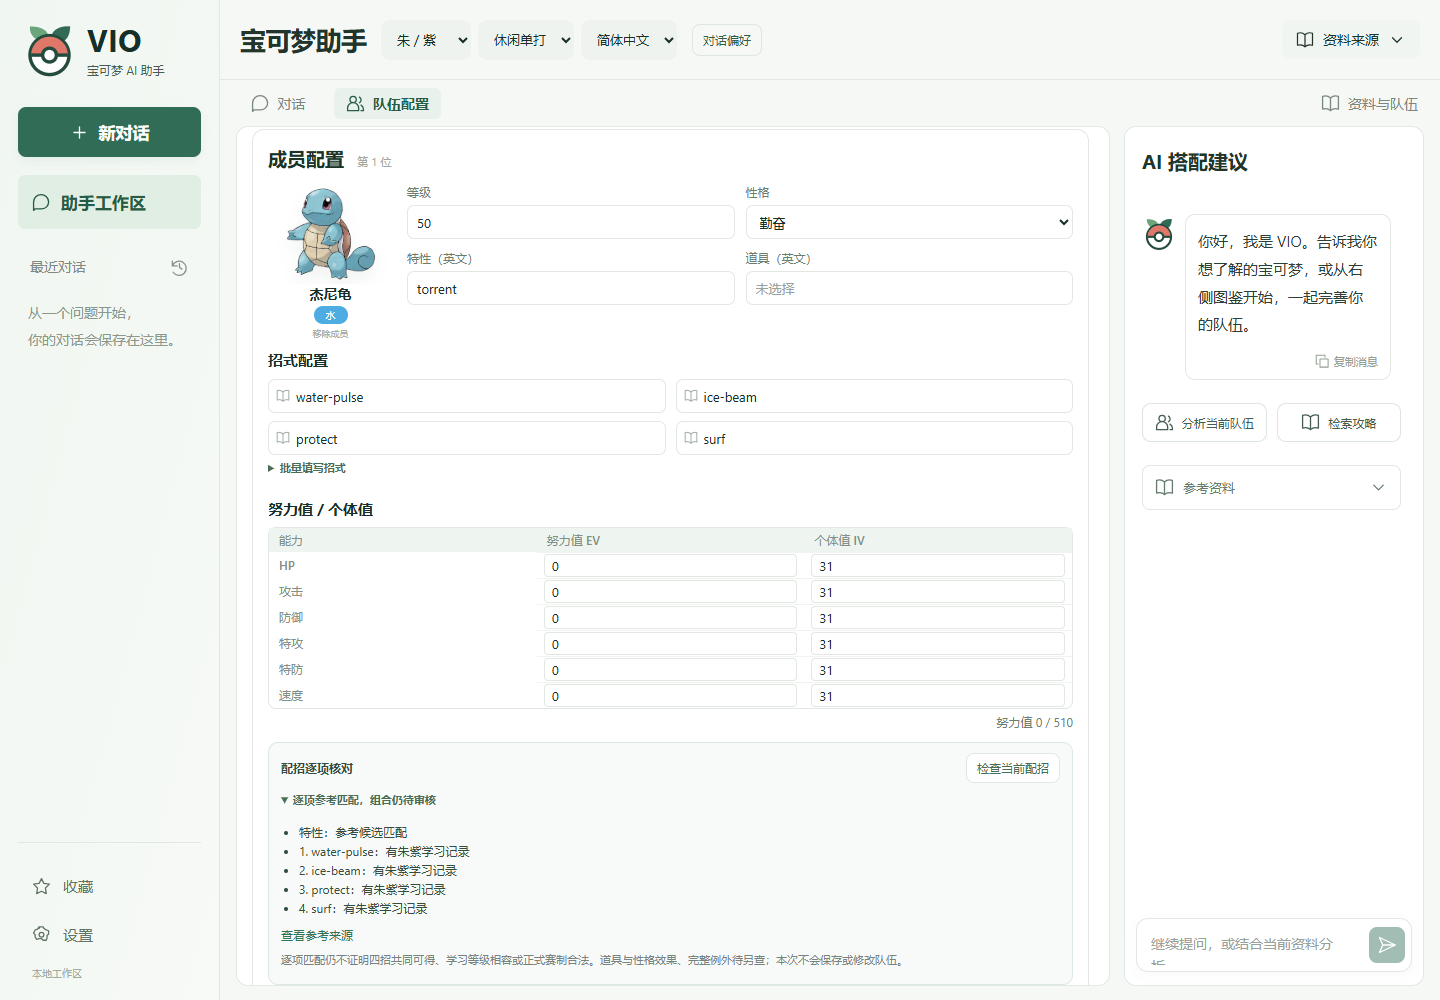 VIO
宝可梦 AI 助手
新对话
助手工作区
最近对话
从一个问题开始，
你的对话会保存在这里。
收藏
设置
本地工作区
宝可梦助手
朱 / 紫
休闲单打
简体中文
对话偏好
资料来源
对话
队伍配置
资料与队伍
成员配置
第 1 位
杰尼龟
水
移除成员
等级
50
性格
勤奋
特性（英文）
torrent
道具（英文）
未选择
招式配置
water-pulse
ice-beam
protect
surf
批量填写招式
努力值 / 个体值
能力 努力值 EV 个体值 IV
HP 0 31
攻击 0 31
防御 0 31
特攻 0 31
特防 0 31
速度 0 31
努力值 0 / 510
配招逐项核对
检查当前配招
逐项参考匹配，组合仍待审核
特性：参考候选匹配
1. water-pulse：有朱紫学习记录
2. ice-beam：有朱紫学习记录
3. protect：有朱紫学习记录
4. surf：有朱紫学习记录
查看参考来源
逐项匹配仍不证明四招共同可得、学习等级相容或正式赛制合法。道具与性格效果、完整例外待另查；本次不会保存或修改队伍。
AI 搭配建议
你好，我是 VIO。告诉我你
想了解的宝可梦，或从右
侧图鉴开始，一起完善你
的队伍。
复制消息
分析当前队伍
检索攻略
参考资料
继续提问，或结合当前资料分